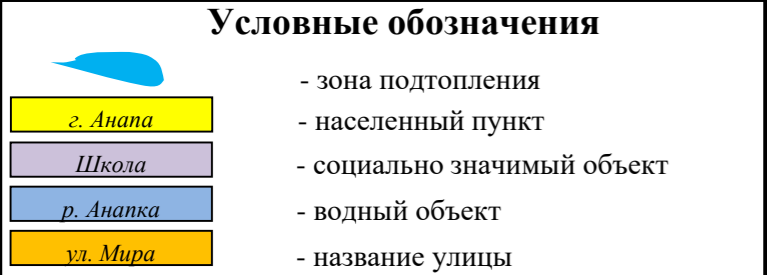 Условные обозначения
- зона подтопления
г. Анапа - населенный пункт
Школа - социально значимый объект
р. Анапка - водный объект
ул. Мира - название улицы